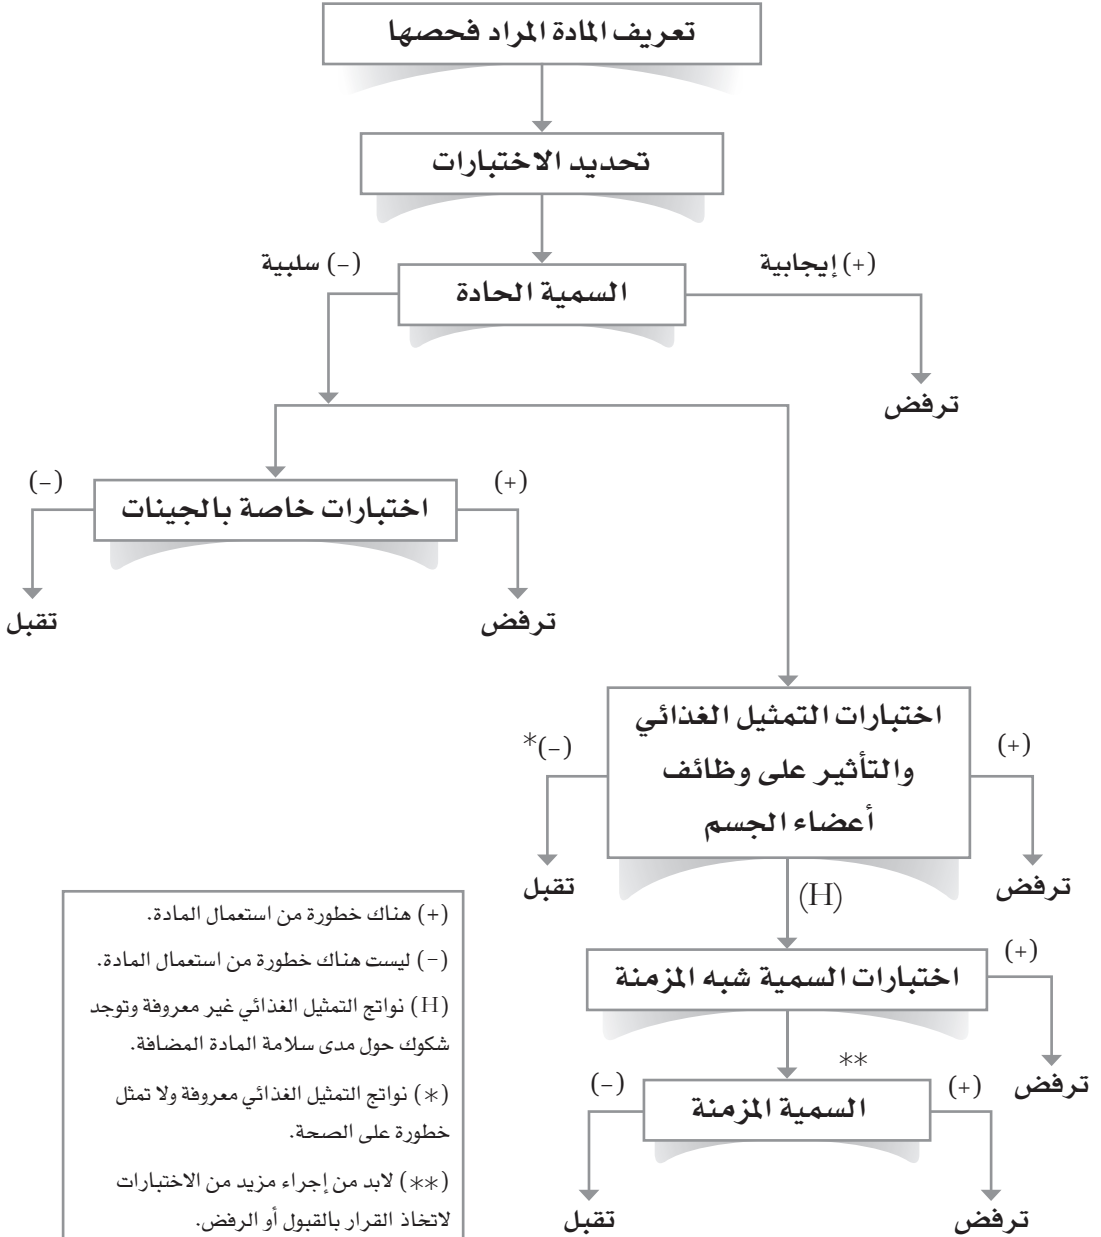 تعريف المادة المراد فحصها
تحديد الاختبارات
(+) إيجابية
(-) سلبية
السمية الحادة
ترفض
(+)
(-)
اختبارات خاصة بالجينات
ترفض
تقبل
اختبارات التمثيل الغذائي
والتأثير على وظائف
أعضاء الجسم
(+)
(-)*
ترفض
تقبل
(H)
(+)
اختبارات السمية شبه المزمنة
ترفض
**
(+)
(-)
السمية المزمنة
ترفض
تقبل
(+) هناك خطورة من استعمال المادة.
(-) ليست هناك خطورة من استعمال المادة.
(H) نواتج التمثيل الغذائي غير معروفة وتوجد
شكوك حول مدى سلامة المادة المضافة.
(*) نواتج التمثيل الغذائي معروفة ولا تمثل
خطورة على الصحة.
(**) لابد من إجراء مزيد من الاختبارات
لاتخاذ القرار بالقبول أو الرفض.